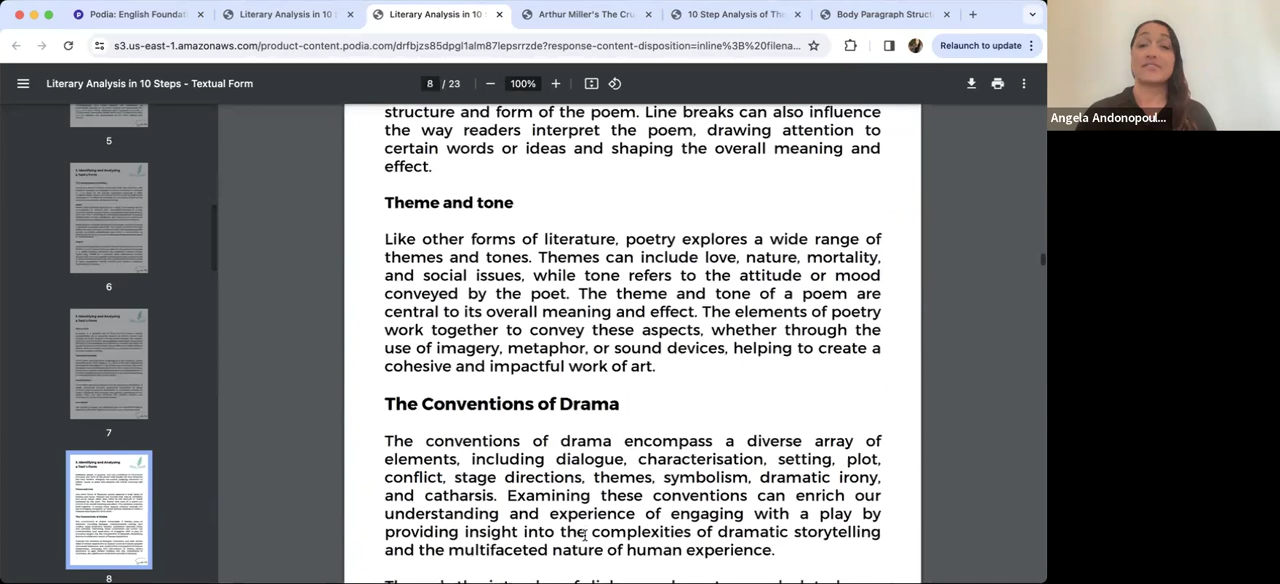 Podia: English Foundat
Literary Analysis in 10 S
Literary Analysis in 10
Arthur Miller's The Cru
10 Step Analysis of The
Body Paragraph Struct
s3.us-east-1.amazonaws.com/product-content.podia/drfbjzs85dpgl1alm87lepsrrzde?response-content-disposition=inline%3B%20filena...
Relaunch to update
Literary Analysis in 10 Steps - Textual Form
8 / 23
100%
Angela Andonopoul...
5
6
7
8
structure and form of the poem. Line breaks can also influence
the way readers interpret the poem, drawing attention to
certain words or ideas and shaping the overall meaning and
effect.
Theme and tone
Like other forms of literature, poetry explores a wide range of
themes and tones. Themes can include love, nature, mortality,
and social issues, while tone refers to the attitude or mood
conveyed by the poet. The theme and tone of a poem are
central to its overall meaning and effect. The elements of poetry
work together to convey these aspects, whether through the
use of imagery, metaphor, or sound devices, helping to create a
cohesive and impactful work of art.
The Conventions of Drama
The conventions of drama encompass a diverse array of
elements, including dialogue, characterisation, setting, plot,
conflict, stage directions, themes, symbolism, dramatic irony,
and catharsis. Analysing these conventions can enrich our
understanding and experience of engaging with a play by
providing insight the complexities of dramatic storytelling
and the multifaceted nature of human experience.